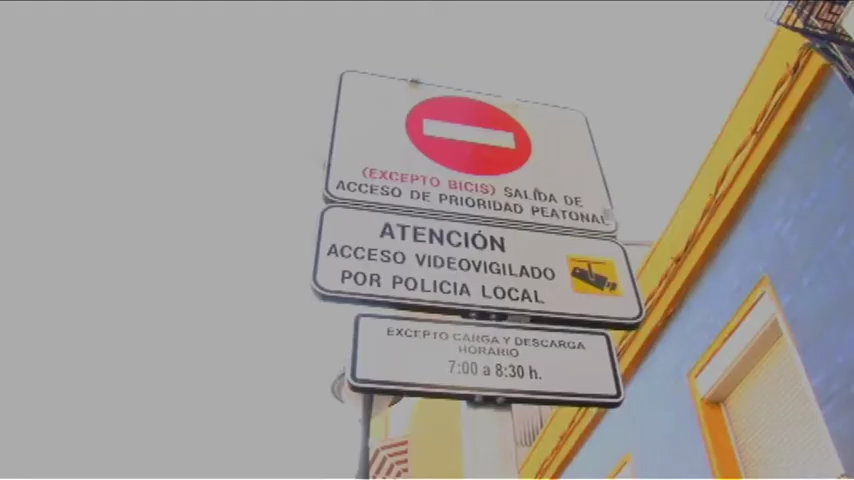 (EXCEPTO BICIS) SALIDA DE
ACCESO DE PRIORIDAD PEATONAL
ATENCIÓN
ACCESO VIDEOVIGILADO
POR POLICIA LOCAL
EXCEPTO CARGA Y DESCARGA
HORARIO
7:00 a 8:30 h.